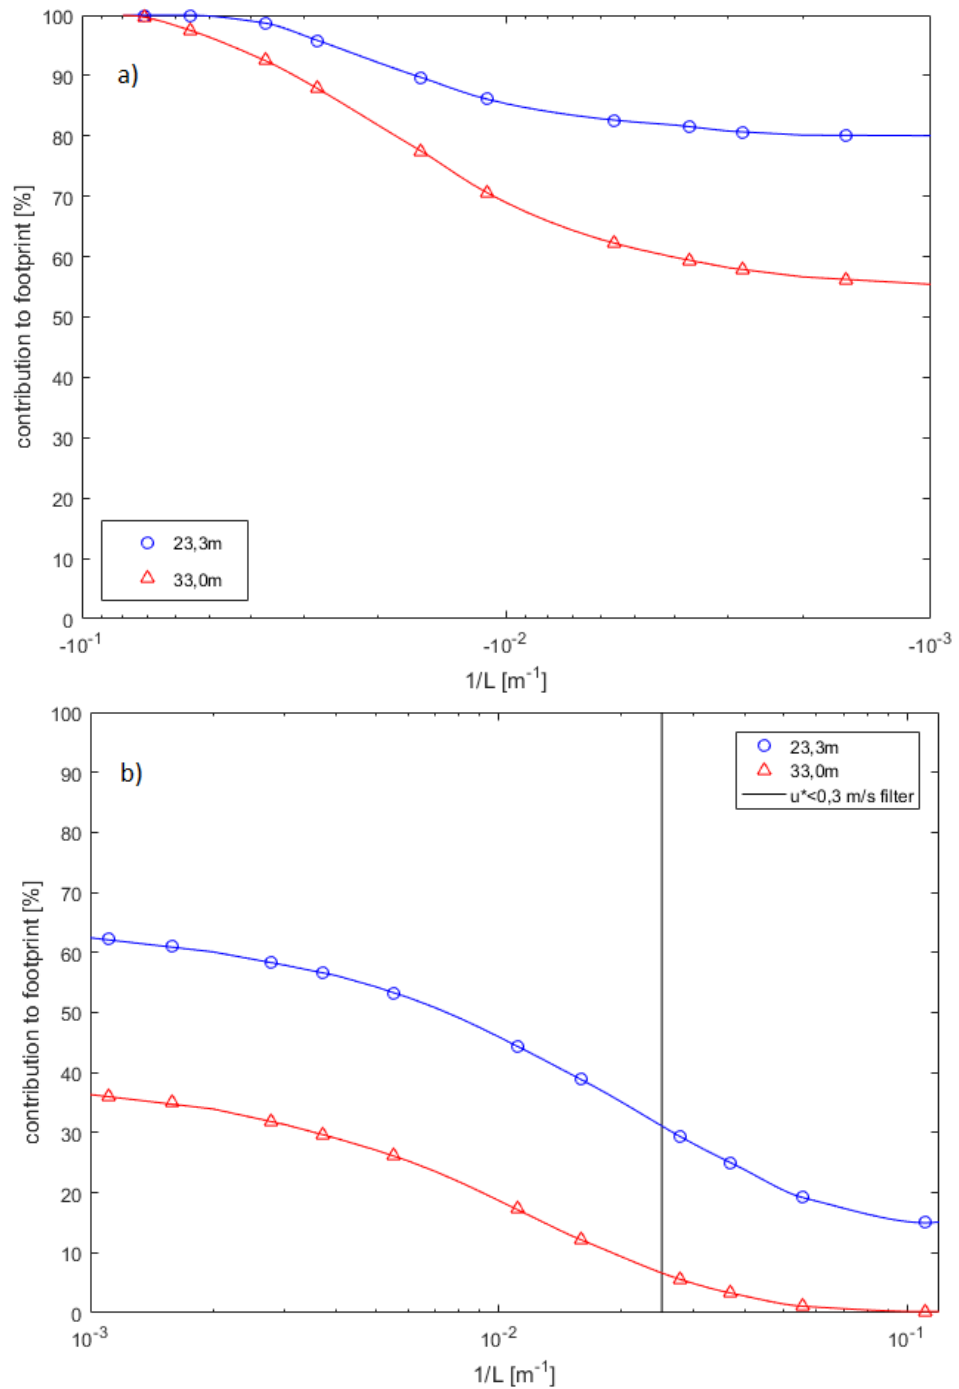 100
90
80
70
60
50
40
30
20
10
0
contribution to footprint [%]
a)
23,3m
33,0m
-10-1
-10-2
-10-3
1/L [m-1]
100
90
80
70
60
50
40
30
20
10
0
contribution to footprint [%]
b)
23,3m
33,0m
u*<0,3 m/s filter
10-3
10-2
10-1
1/L [m-1]